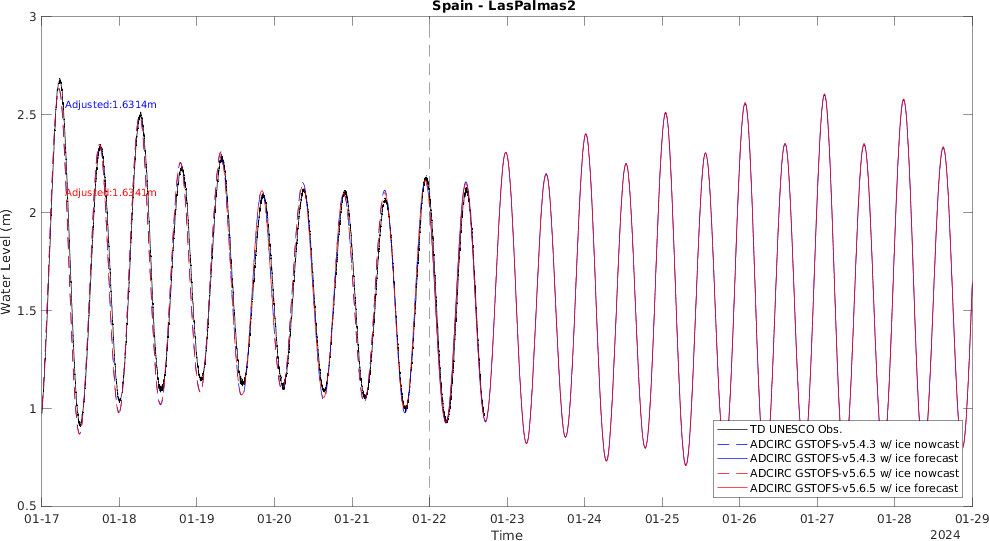 Spain - LasPalmas2
3
2.5
2
1.5
1
0.5
Water Level (m)
Adjusted:1.6314m
Adjusted:1.6341m
TD UNESCO Obs.
ADCIRC GSTOFS-v5.4.3 w/ ice nowcast
ADCIRC GSTOFS-v5.4.3 w/ ice forecast
ADCIRC GSTOFS-v5.6.5 w/ ice nowcast
ADCIRC GSTOFS-v5.6.5 w/ ice forecast
01-17 01-18 01-19 01-20 01-21 01-22 01-23 01-24 01-25 01-26 01-27 01-28 01-29
Time
2024